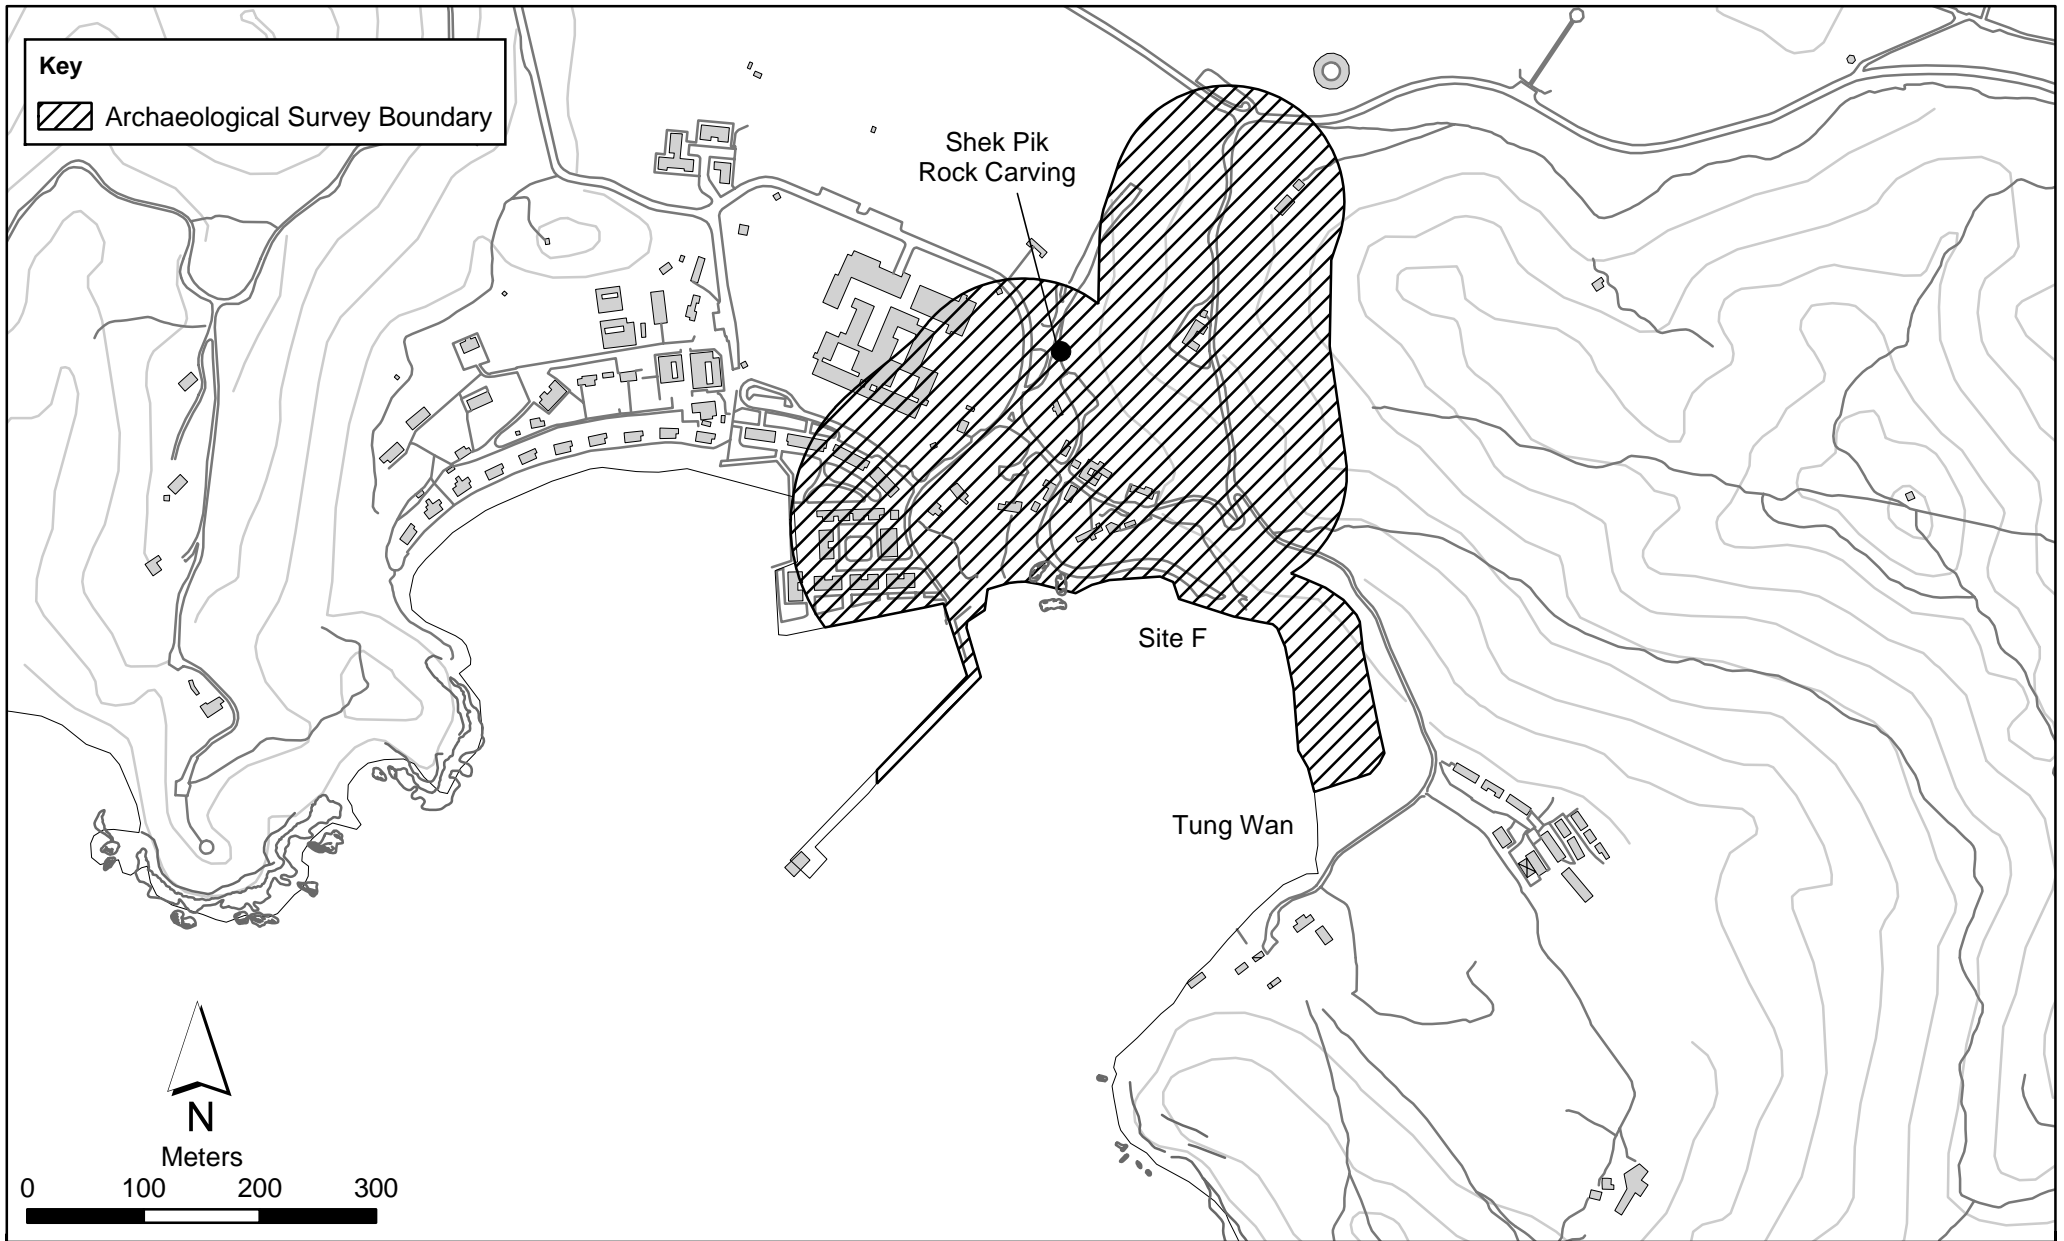 Key
Archaeological Survey Boundary
Shek Pik
Rock Carving
Site F
Tung Wan
N
Meters
0 100 200 300